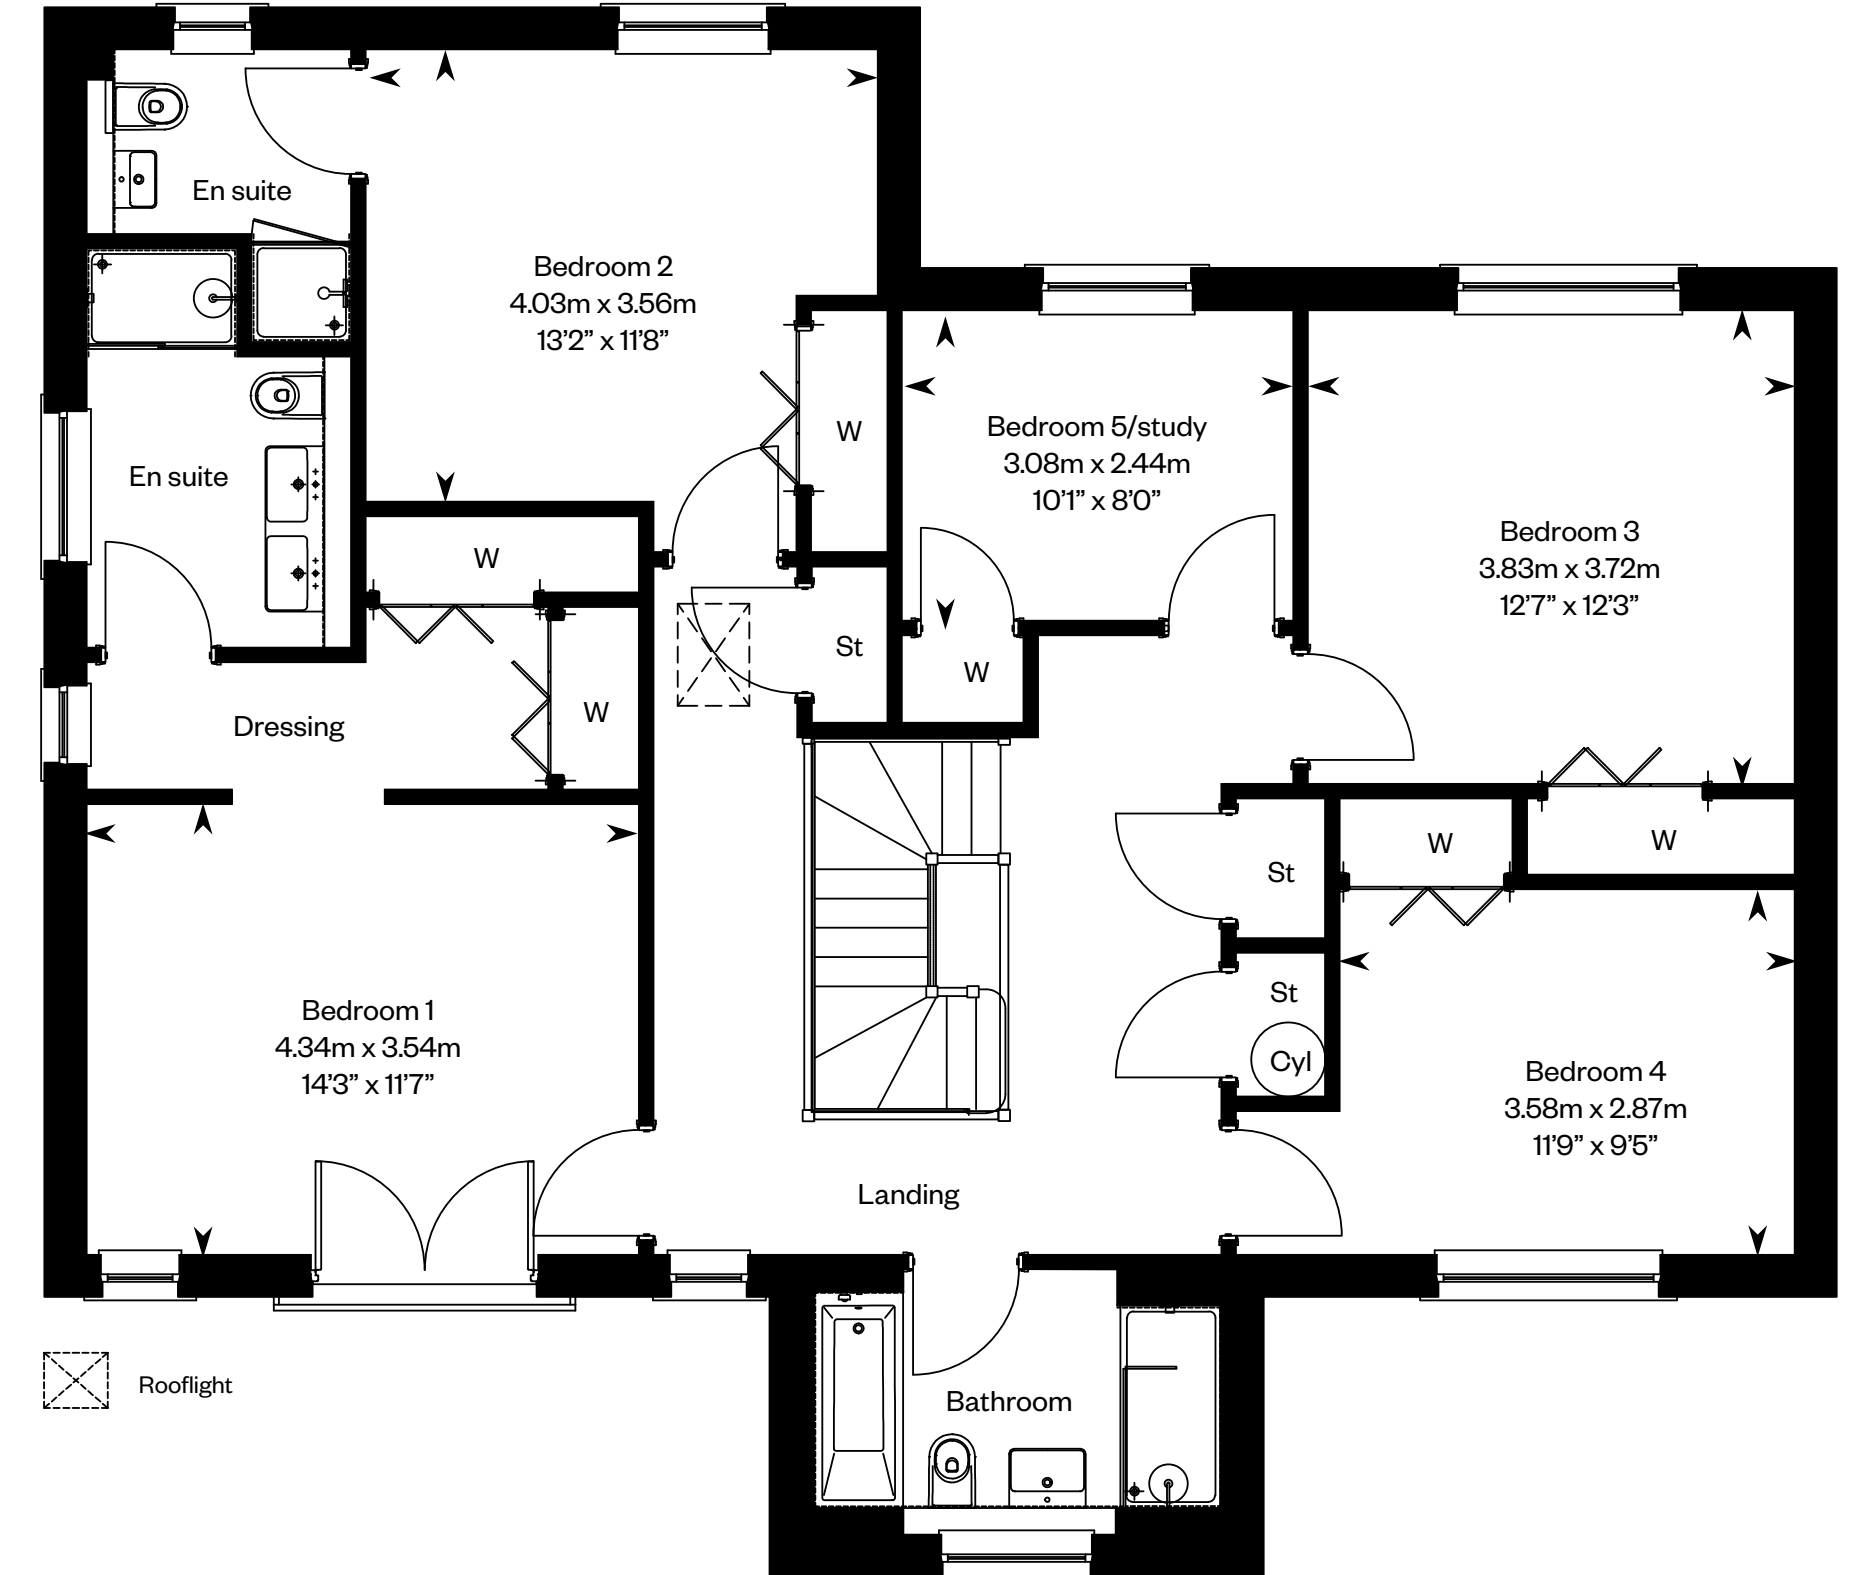 En suite
Bedroom 2
4.03m x 3.56m
13’2” x 11’8”
W
Bedroom 5/study
3.08m x 2.44m
10’1” x 8’0”
En suite
W
Bedroom 3
3.83m x 3.72m
12’7” x 12’3”
St
W
W
Dressing
W
W
St
Bedroom 1
4.34m x 3.54m
14’3” x 11’7”
St
Cyl
Bedroom 4
3.58m x 2.87m
11’9” x 9’5”
Landing
Rooflight
Bathroom